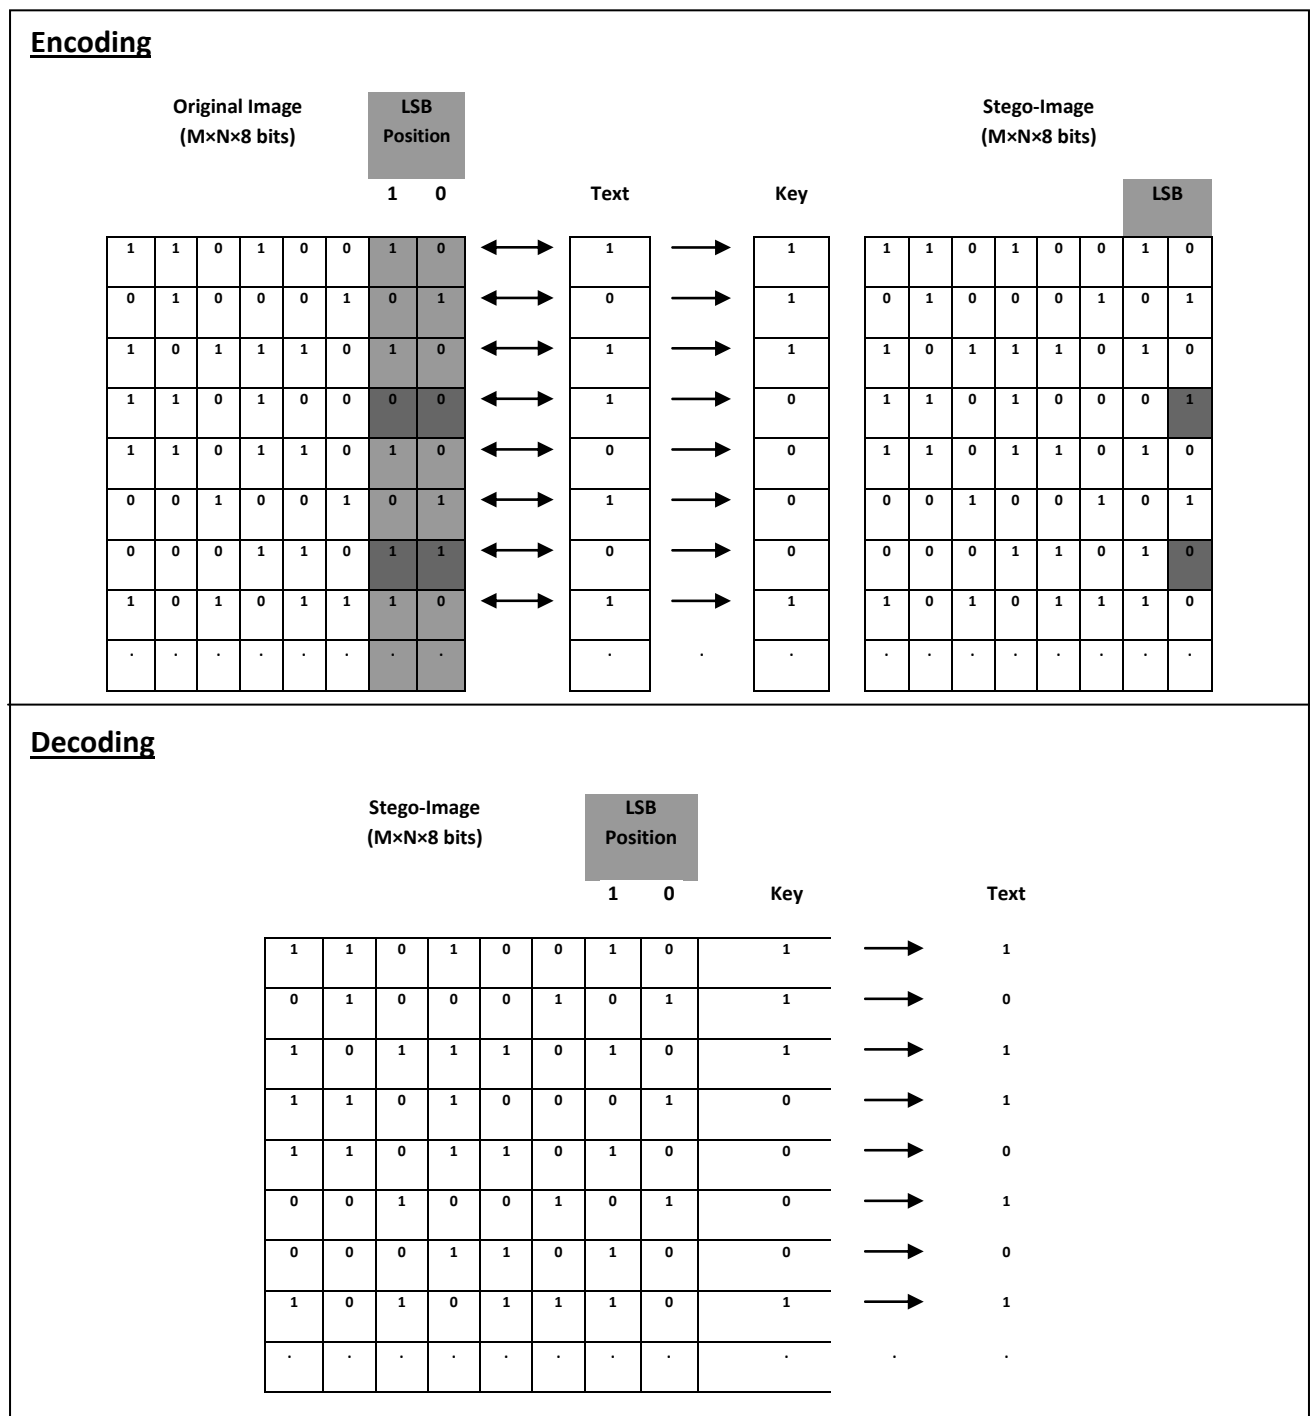 Encoding
Original Image LSB Stego-Image
(M×N×8 bits) Position (M×N×8 bits)
1 0 Text Key LSB
1 1 0 1 0 0 1 0 1 1 1 1 0 1 0 0 1 0
0 1 0 0 0 1 0 1 0 1 0 1 0 0 0 1 0 1
1 0 1 1 1 0 1 0 1 1 1 0 1 1 1 0 1 0
1 1 0 1 0 0 0 0 1 0 1 1 0 1 0 0 0 1
1 1 0 1 1 0 1 0 0 0 1 1 0 1 1 0 1 0
0 0 1 0 0 1 0 1 1 0 0 0 1 0 0 1 0 1
0 0 0 1 1 0 1 1 0 0 0 0 0 1 1 0 1 0
1 0 1 0 1 1 1 0 1 1 1 0 1 0 1 1 1 0
. . . . . . . . . . . . . . . . . . .
Decoding
Stego-Image LSB
(M×N×8 bits) Position
1 0 Key Text
1 1 0 1 0 0 1 0 1 1
0 1 0 0 0 1 0 1 1 0
1 0 1 1 1 0 1 0 1 1
1 1 0 1 0 0 0 1 0 1
1 1 0 1 1 0 1 0 0 0
0 0 1 0 0 1 0 1 0 1
0 0 0 1 1 0 1 0 0 0
1 0 1 0 1 1 1 0 1 1
. . . . . . . . . . .